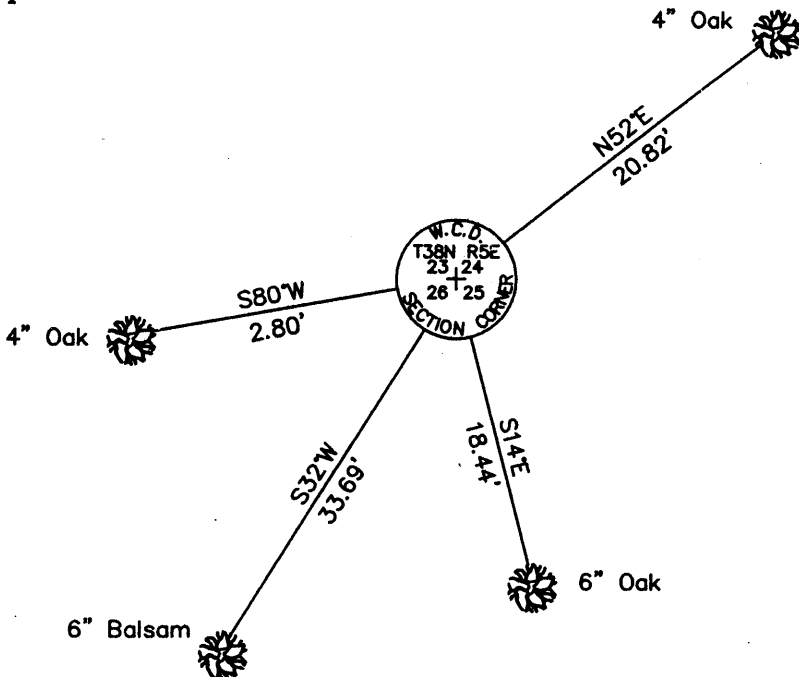 4" Oak
N52°E
20.82'
W.C.D.
T38N R5E
23 24
26 25
SECTION CORNER
S80°W
2.80'
4" Oak
S32°W
33.69'
S14°E
18.44'
6" Oak
6" Balsam